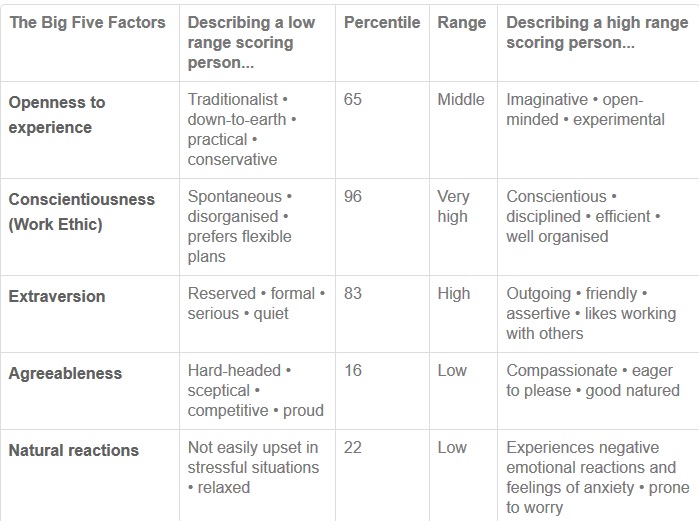 The Big Five Factors
Describing a low
range scoring
person...
Percentile
Range
Describing a high range
scoring person...
Openness to
experience
Traditionalist •
down-to-earth •
practical •
conservative
65
Middle
Imaginative • open-
minded • experimental
Conscientiousness
(Work Ethic)
Spontaneous •
disorganised •
prefers flexible
plans
96
Very
high
Conscientious •
disciplined • efficient •
well organised
Extraversion
Reserved • formal •
serious • quiet
83
High
Outgoing • friendly •
assertive • likes working
with others
Agreeableness
Hard-headed •
sceptical •
competitive • proud
16
Low
Compassionate • eager
to please • good natured
Natural reactions
Not easily upset in
stressful situations
• relaxed
22
Low
Experiences negative
emotional reactions and
feelings of anxiety • prone
to worry